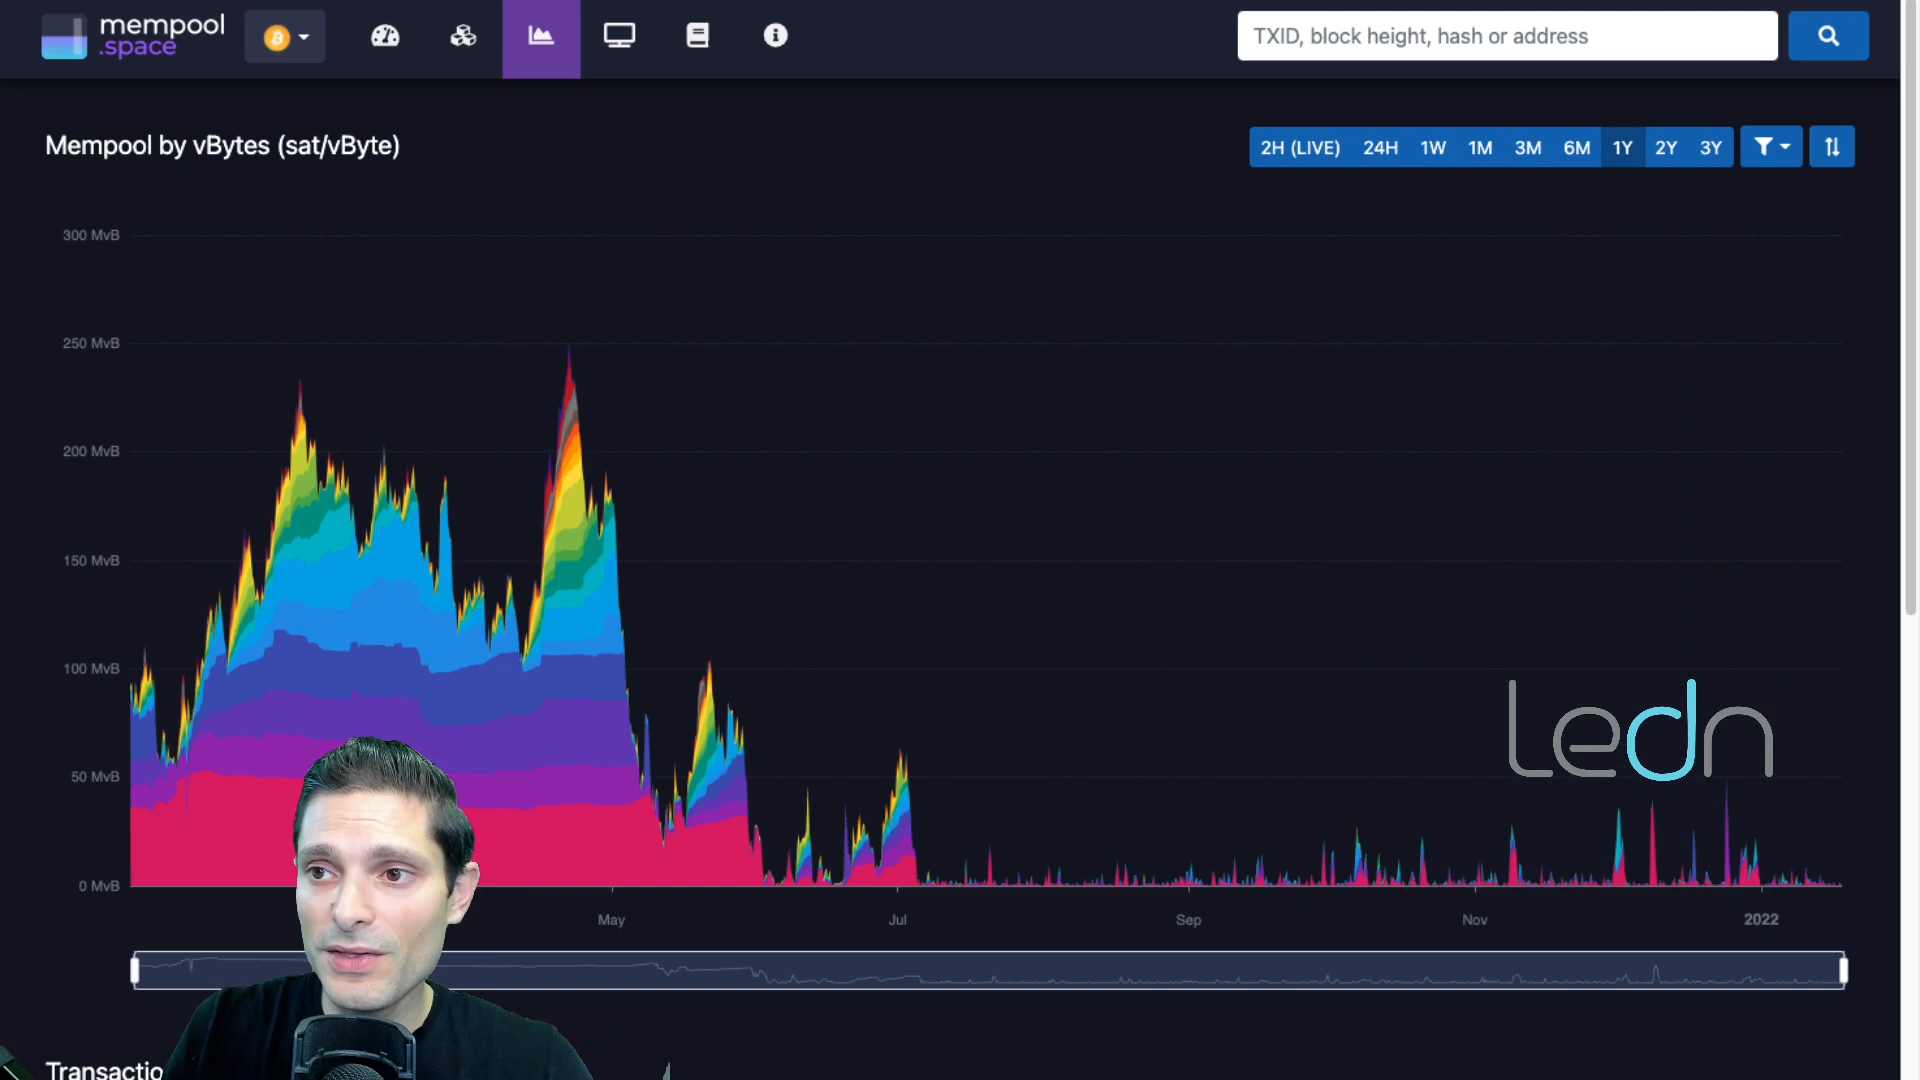 mempool
.space
TXID, block height, hash or address
Mempool by vBytes (sat/vByte)
2H (LIVE) 24H 1W 1M 3M 6M 1Y 2Y 3Y
300 MvB
250 MvB
200 MvB
150 MvB
100 MvB
50 MvB
0 MvB
ledn
May Jul Sep Nov 2022
Transactio